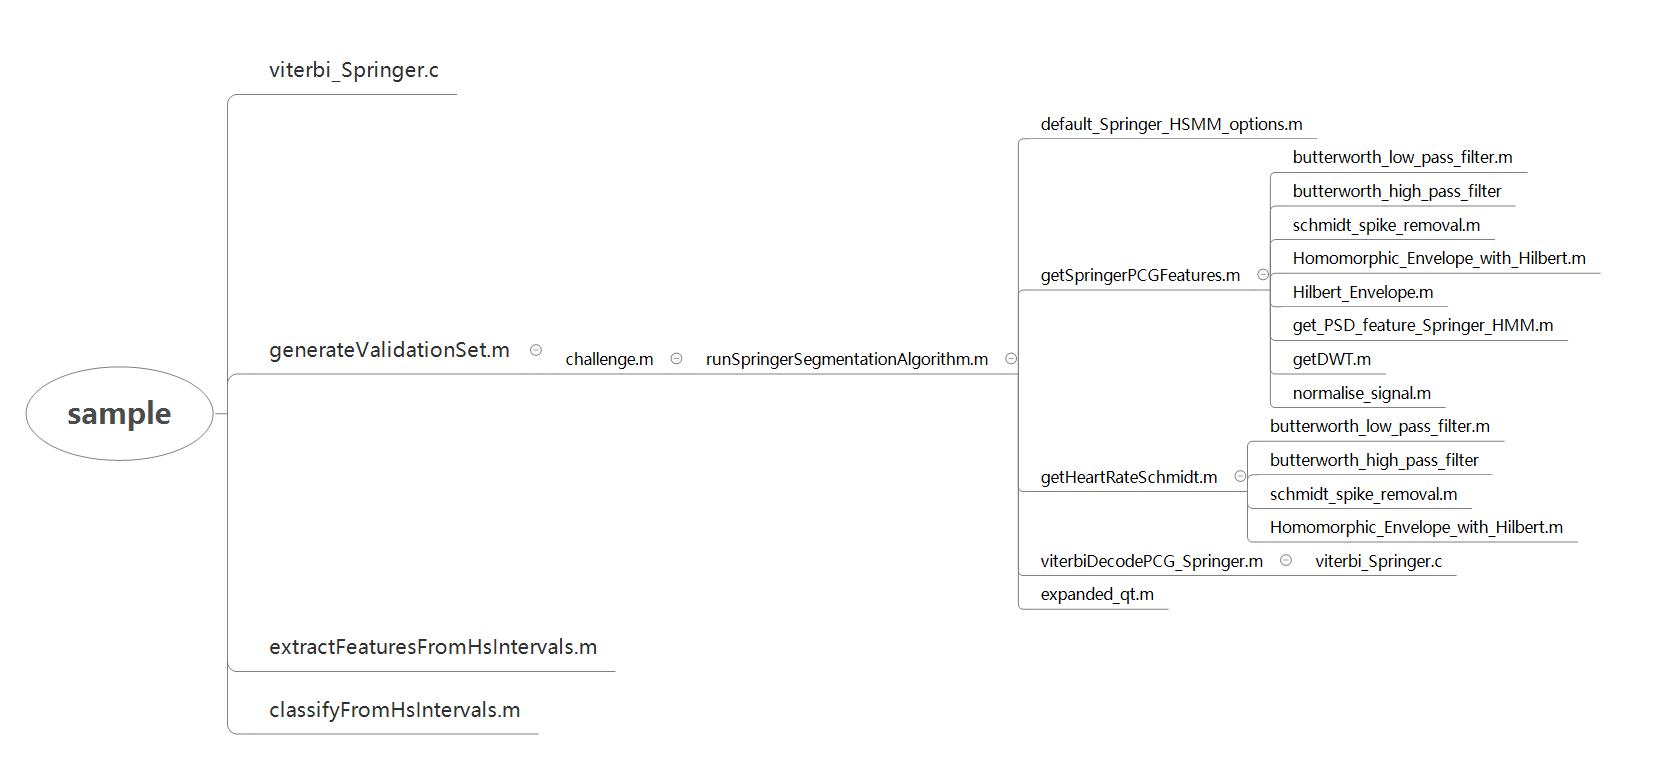 sample
viterbi_Springer.c
generateValidationSet.m
challenge.m
runSpringerSegmentationAlgorithm.m
default_Springer_HSMM_options.m
getSpringerPCGFeatures.m
butterworth_low_pass_filter.m
butterworth_high_pass_filter
schmidt_spike_removal.m
Homomorphic_Envelope_with_Hilbert.m
Hilbert_Envelope.m
get_PSD_feature_Springer_HMM.m
getDWT.m
normalise_signal.m
getHeartRateSchmidt.m
butterworth_low_pass_filter.m
butterworth_high_pass_filter
schmidt_spike_removal.m
Homomorphic_Envelope_with_Hilbert.m
viterbiDecodePCG_Springer.m
viterbi_Springer.c
expanded_qt.m
extractFeaturesFromHsIntervals.m
classifyFromHsIntervals.m